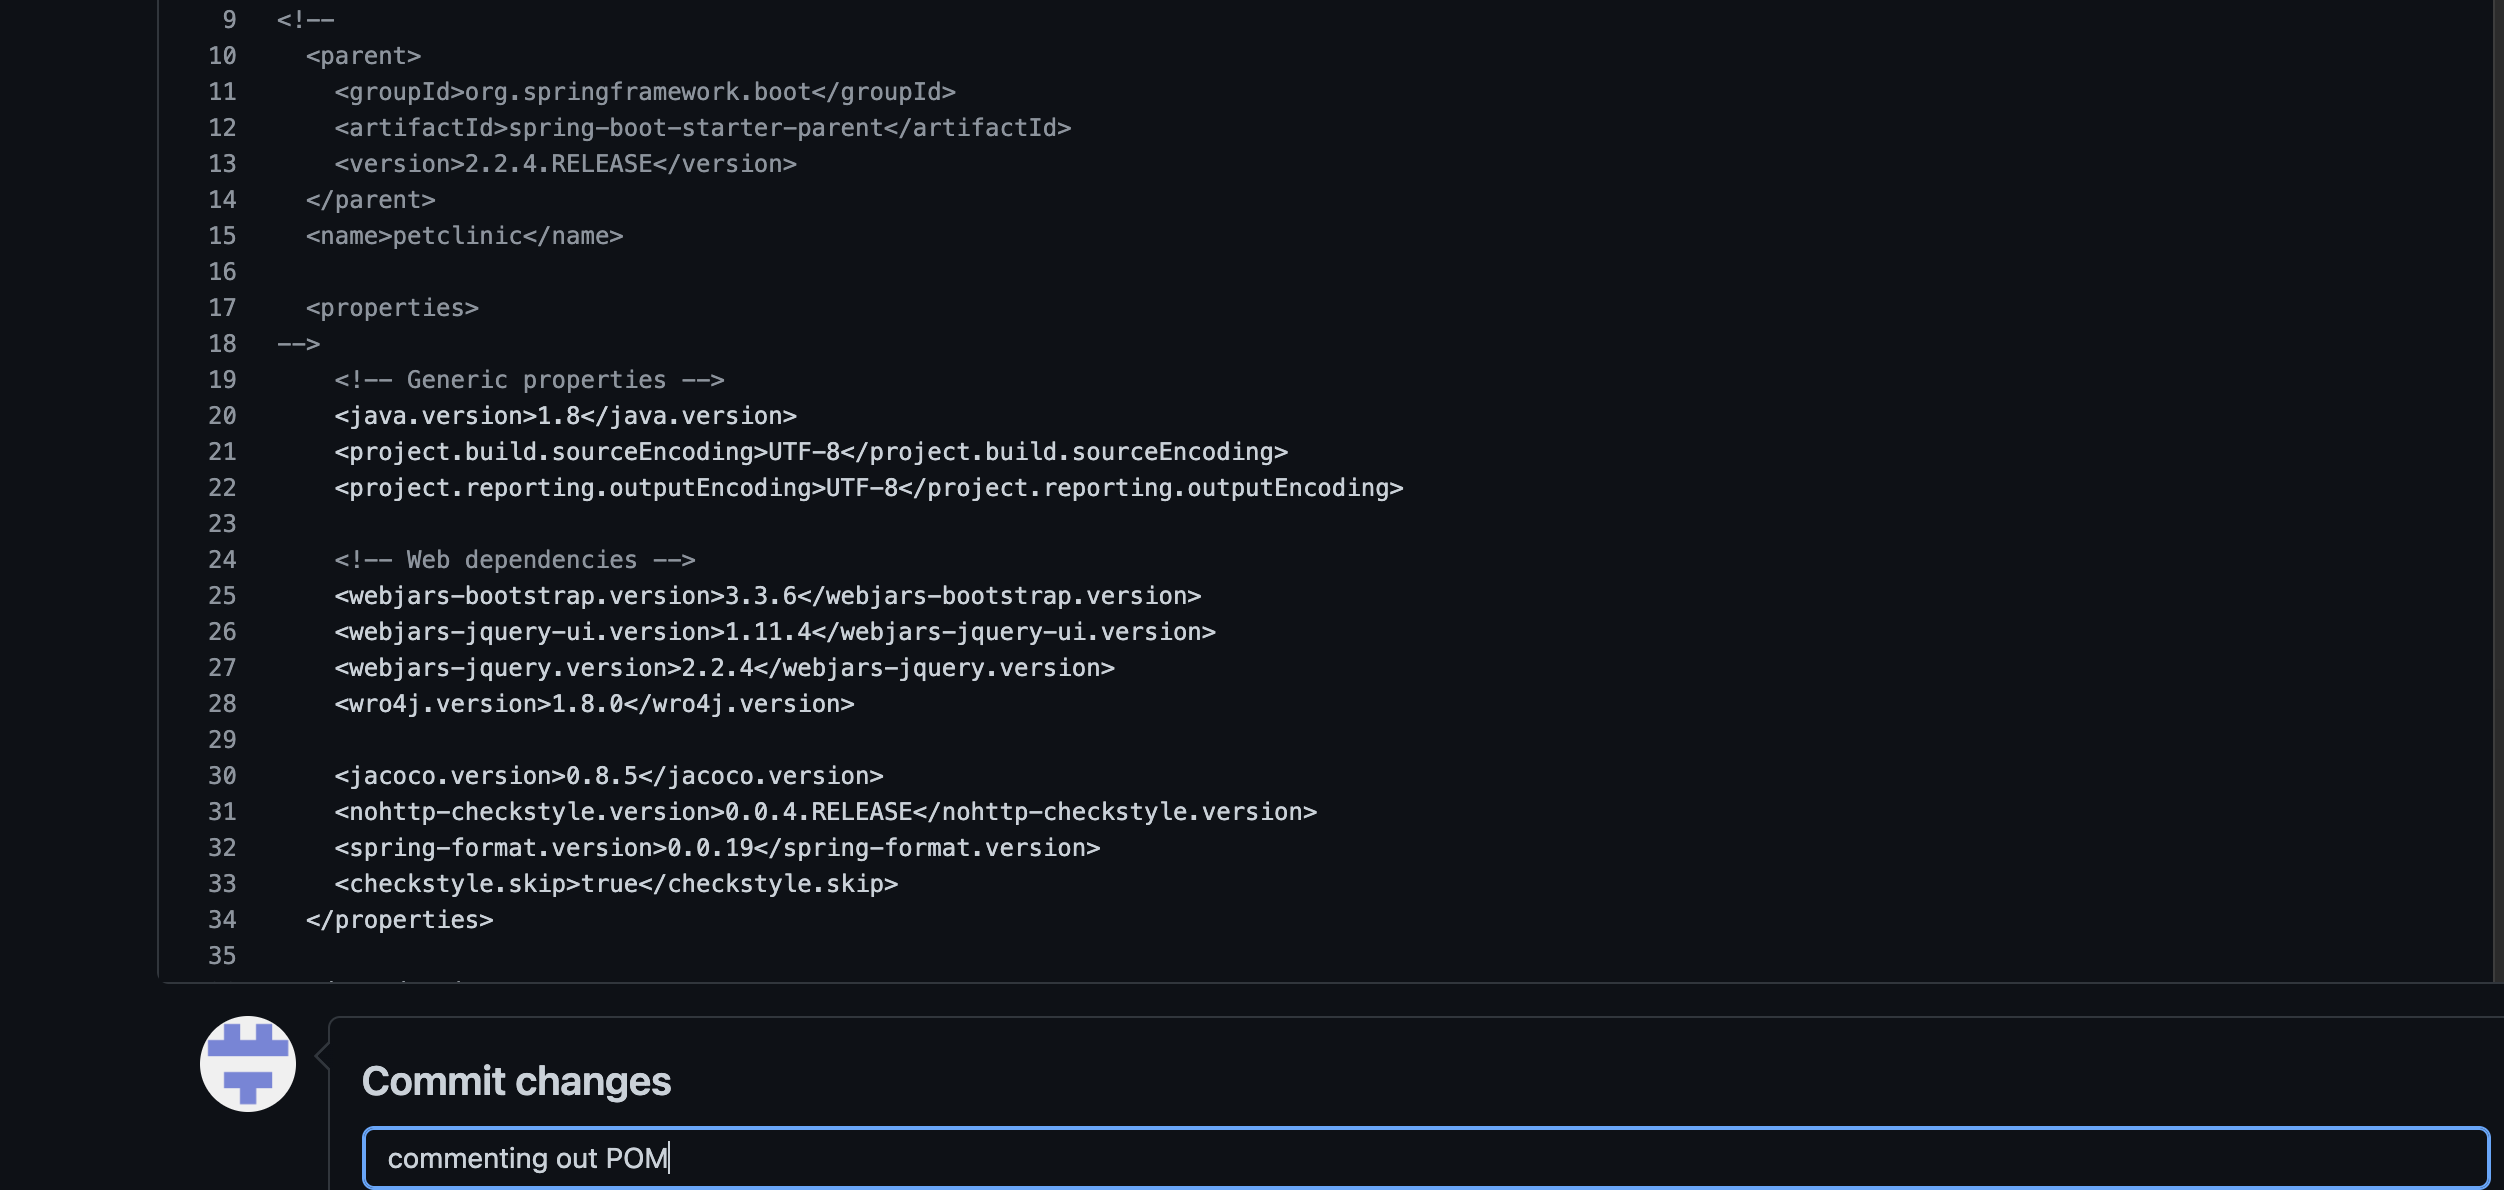 9 <!--
10 <parent>
11 <groupId>org.springframework.boot</groupId>
12 <artifactId>spring-boot-starter-parent</artifactId>
13 <version>2.2.4.RELEASE</version>
14 </parent>
15 <name>petclinic</name>
16
17 <properties>
18 -->
19 <!-- Generic properties -->
20 <java.version>1.8</java.version>
21 <project.build.sourceEncoding>UTF-8</project.build.sourceEncoding>
22 <project.reporting.outputEncoding>UTF-8</project.reporting.outputEncoding>
23
24 <!-- Web dependencies -->
25 <webjars-bootstrap.version>3.3.6</webjars-bootstrap.version>
26 <webjars-jquery-ui.version>1.11.4</webjars-jquery-ui.version>
27 <webjars-jquery.version>2.2.4</webjars-jquery.version>
28 <wro4j.version>1.8.0</wro4j.version>
29
30 <jacoco.version>0.8.5</jacoco.version>
31 <nohttp-checkstyle.version>0.0.4.RELEASE</nohttp-checkstyle.version>
32 <spring-format.version>0.0.19</spring-format.version>
33 <checkstyle.skip>true</checkstyle.skip>
34 </properties>
35
Commit changes
commenting out POM